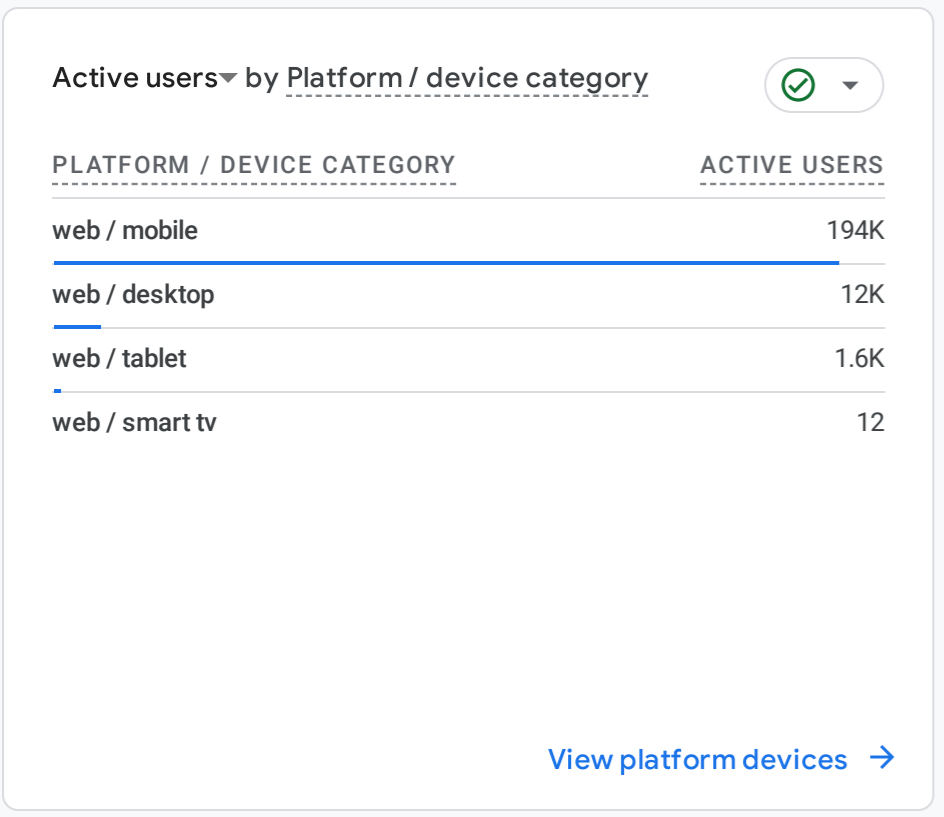 Active users by Platform / device category
PLATFORM / DEVICE CATEGORY ACTIVE USERS
web / mobile 194K
web / desktop 12K
web / tablet 1.6K
web / smart tv 12
View platform devices